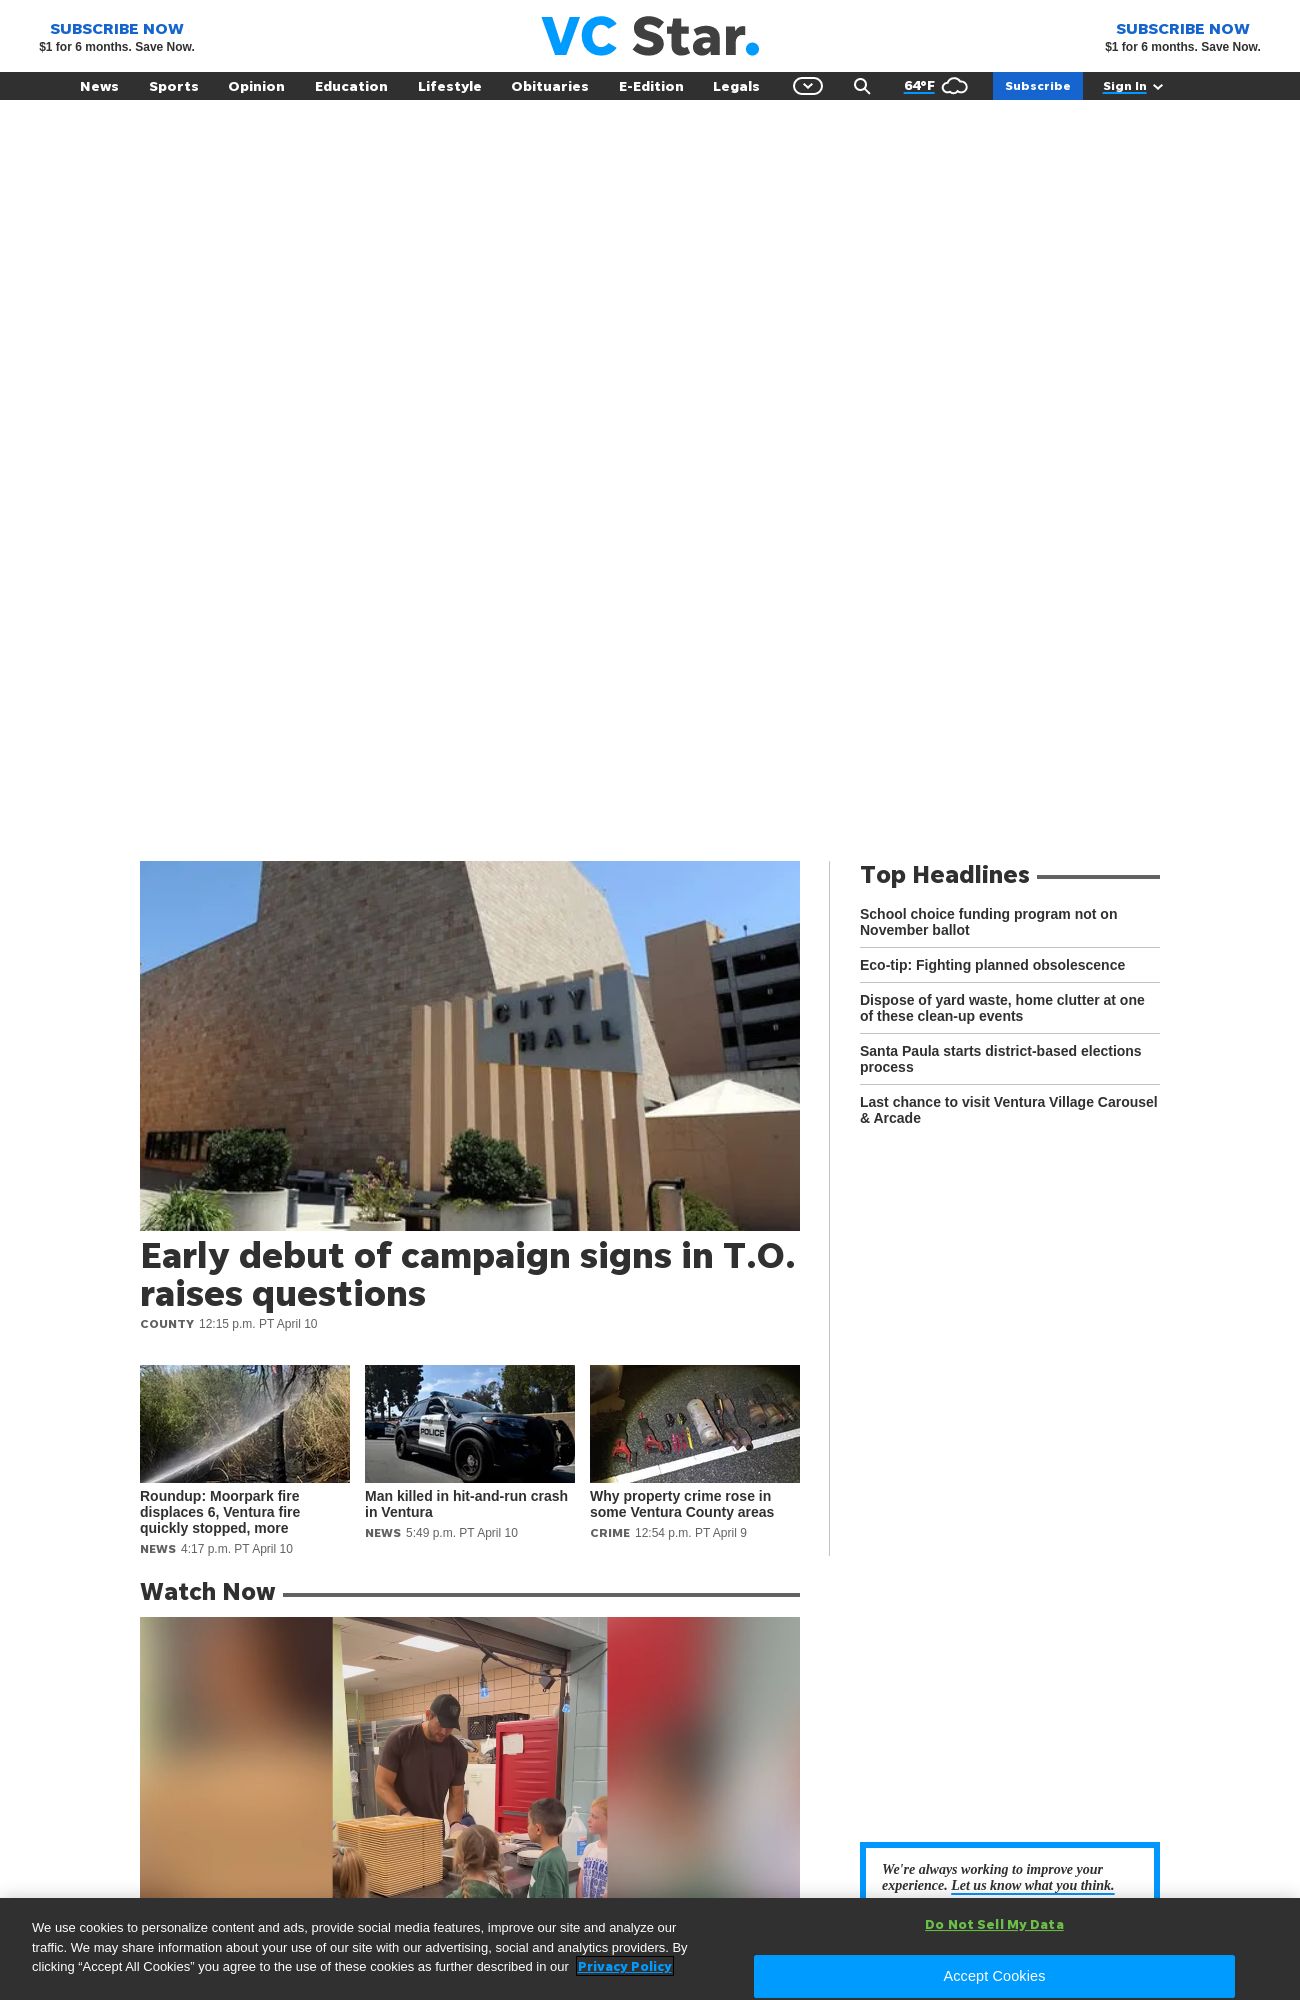 SUBSCRIBE NOW
$1 for 6 months. Save Now.
VC Star.
SUBSCRIBE NOW
$1 for 6 months. Save Now.
News Sports Opinion Education Lifestyle Obituaries E-Edition Legals 64°F Subscribe Sign In
CITY
HALL
Early debut of campaign signs in T.O.
raises questions
COUNTY 12:15 p.m. PT April 10
POLICE
Roundup: Moorpark fire
displaces 6, Ventura fire
quickly stopped, more
NEWS 4:17 p.m. PT April 10
Man killed in hit-and-run crash
in Ventura
NEWS 5:49 p.m. PT April 10
Why property crime rose in
some Ventura County areas
CRIME 12:54 p.m. PT April 9
Top Headlines
School choice funding program not on
November ballot
Eco-tip: Fighting planned obsolescence
Dispose of yard waste, home clutter at one
of these clean-up events
Santa Paula starts district-based elections
process
Last chance to visit Ventura Village Carousel
& Arcade
Watch Now
We're always working to improve your
experience. Let us know what you think.
We use cookies to personalize content and ads, provide social media features, improve our site and analyze our
traffic. We may share information about your use of our site with our advertising, social and analytics providers. By
clicking “Accept All Cookies” you agree to the use of these cookies as further described in our Privacy Policy
Do Not Sell My Data
Accept Cookies